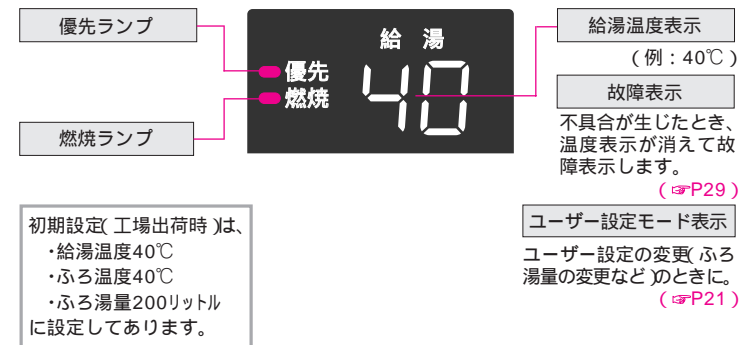 優先ランプ
燃焼ランプ
給湯
優先
燃焼
40
給湯温度表示
(例：40℃)
故障表示
不具合が生じたとき、
温度表示が消えて故
障表示します。
(☞P29)
ユーザー設定モード表示
ユーザー設定の変更(ふろ
湯量の変更など)のときに。
(☞P21)
初期設定(工場出荷時)は、
・給湯温度40℃
・ふろ温度40℃
・ふろ湯量200リットル
に設定してあります。